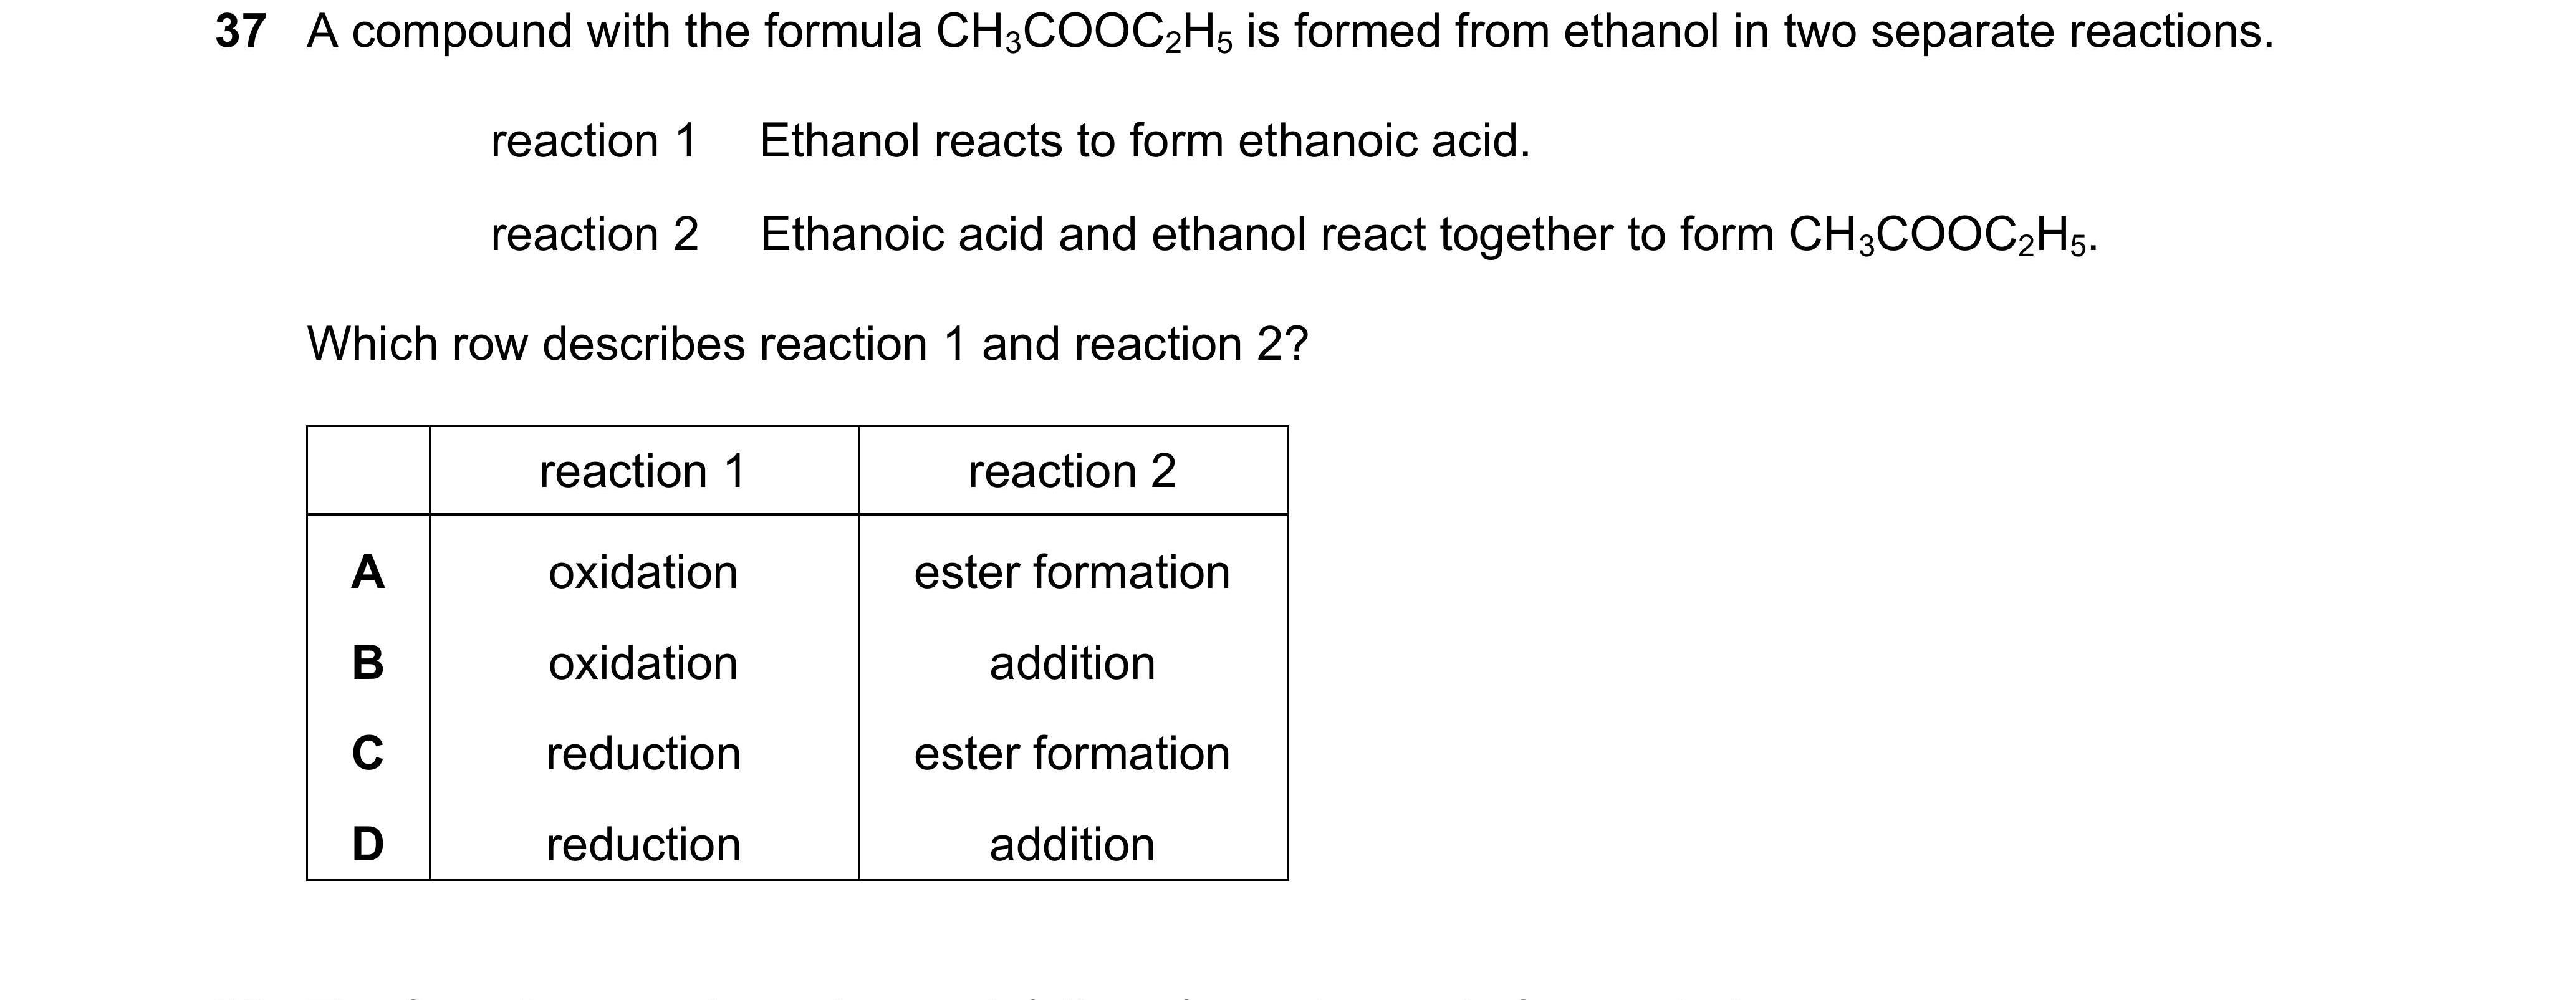 37 A compound with the formula CH₃COOC₂H₅ is formed from ethanol in two separate reactions.
reaction 1 Ethanol reacts to form ethanoic acid.
reaction 2 Ethanoic acid and ethanol react together to form CH₃COOC₂H₅.
Which row describes reaction 1 and reaction 2?
reaction 1 reaction 2
A oxidation ester formation
B oxidation addition
C reduction ester formation
D reduction addition